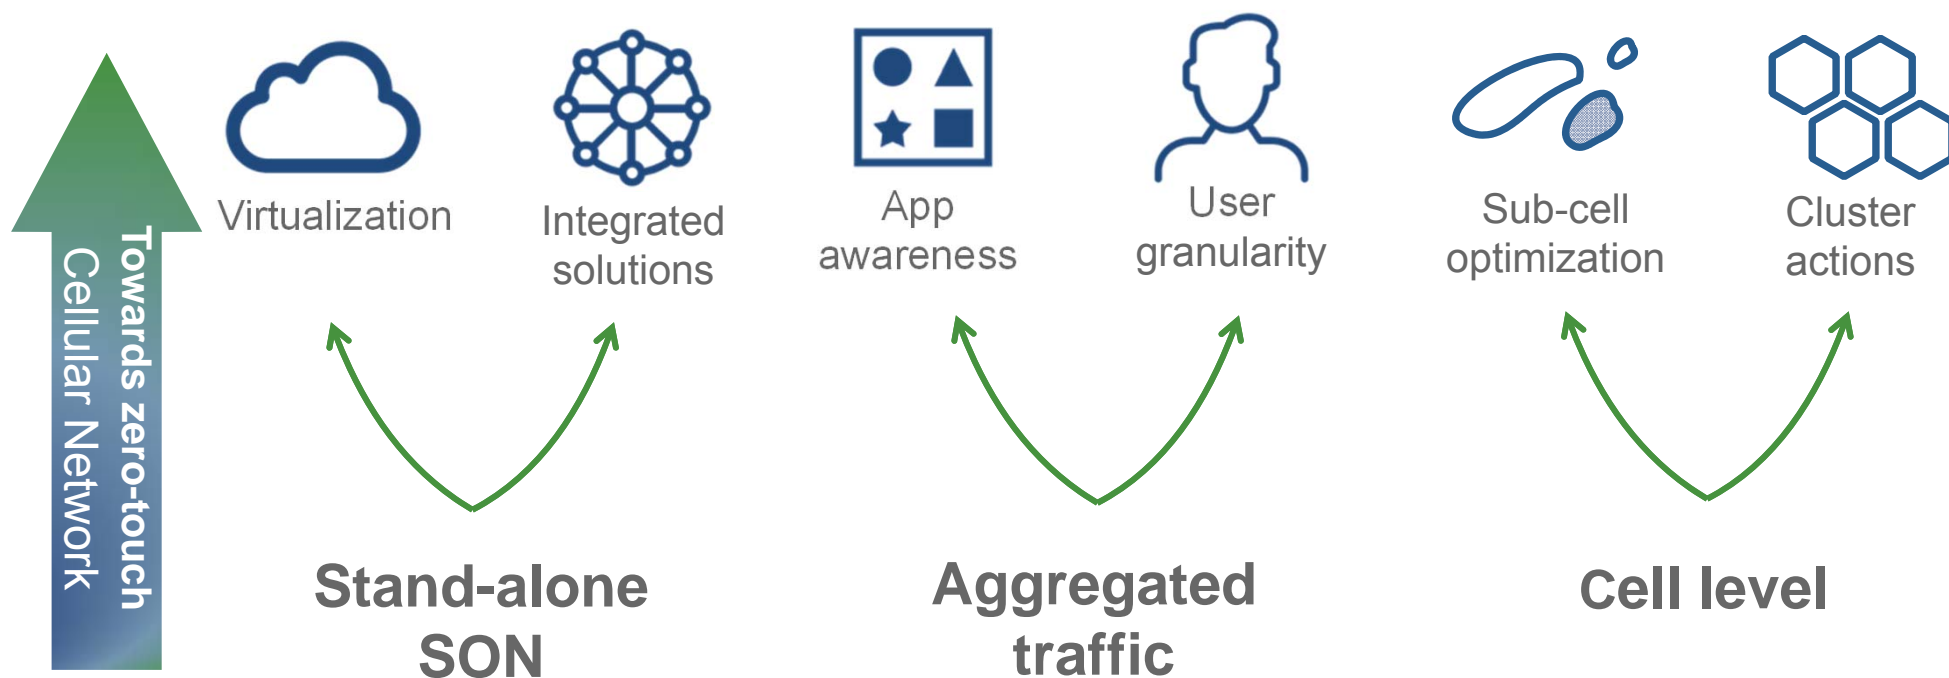 Towards zero-touch
Cellular Network
Virtualization
Integrated
solutions
App
awareness
User
granularity
Sub-cell
optimization
Cluster
actions
Stand-alone
SON
Aggregated
traffic
Cell level